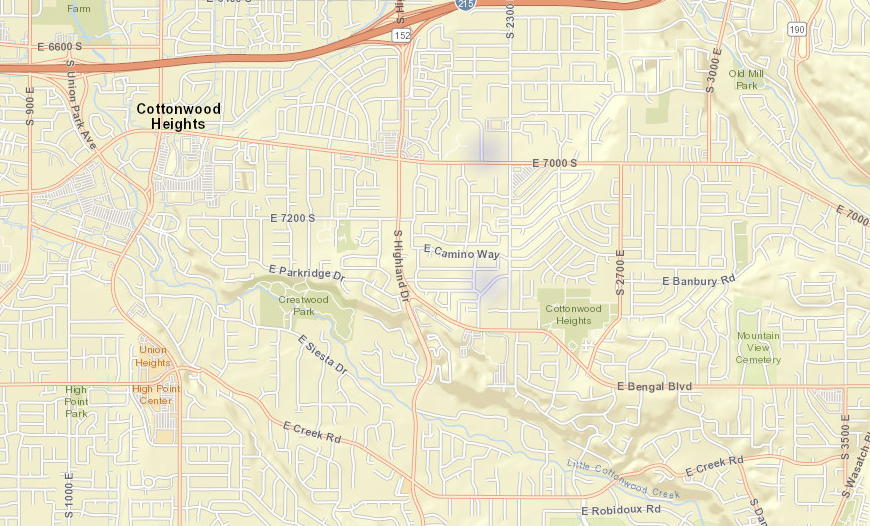 Farm
215
S 2300
152
190
E 6600 S
S Union Park Ave
S 900 E
S 3000 E
Old Mill
Park
Cottonwood
Heights
E 7000 S
E 7000
E 7200 S
S Highland Dr
E Camino Way
S 2700 E
E Parkridge Dr
E Banbury Rd
Crestwood
Park
Cottonwood
Heights
Mountain
View
Cemetery
E Siesta Dr
Union
Heights
E Bengal Blvd
High
Point
Park
High Point
Center
E Creek Rd
S 3500 E
E Creek Rd
Little Cottonwood Creek
S Wasatch Bl
S 1000 E
E Robidoux Rd
S Dan